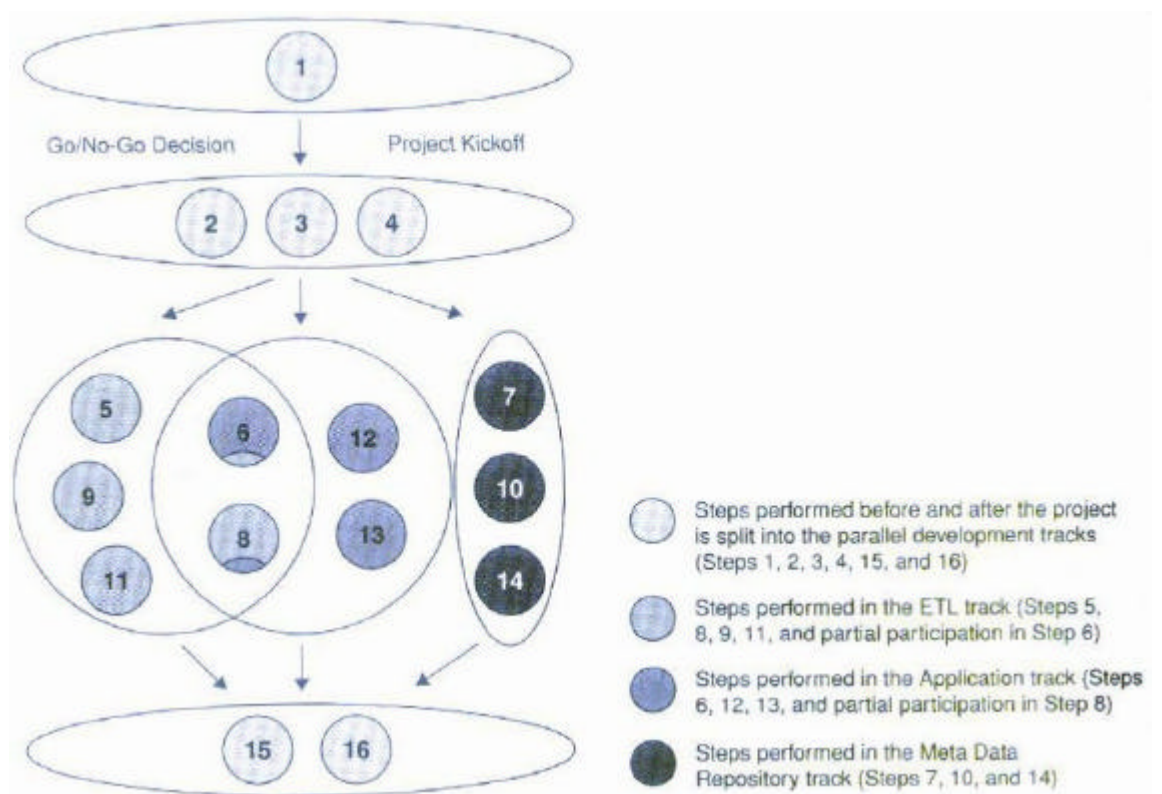 1
Go/No-Go Decision
Project Kickoff
2
3
4
5
6
12
7
9
8
13
10
11
14
15
16
Steps performed before and after the project
is split into the parallel development tracks
(Steps 1, 2, 3, 4, 15, and 16)
Steps performed in the ETL track (Steps 5,
8, 9, 11, and partial participation in Step 6)
Steps performed in the Application track (Steps
6, 12, 13, and partial participation in Step 8)
Steps performed in the Meta Data
Repository track (Steps 7, 10, and 14)